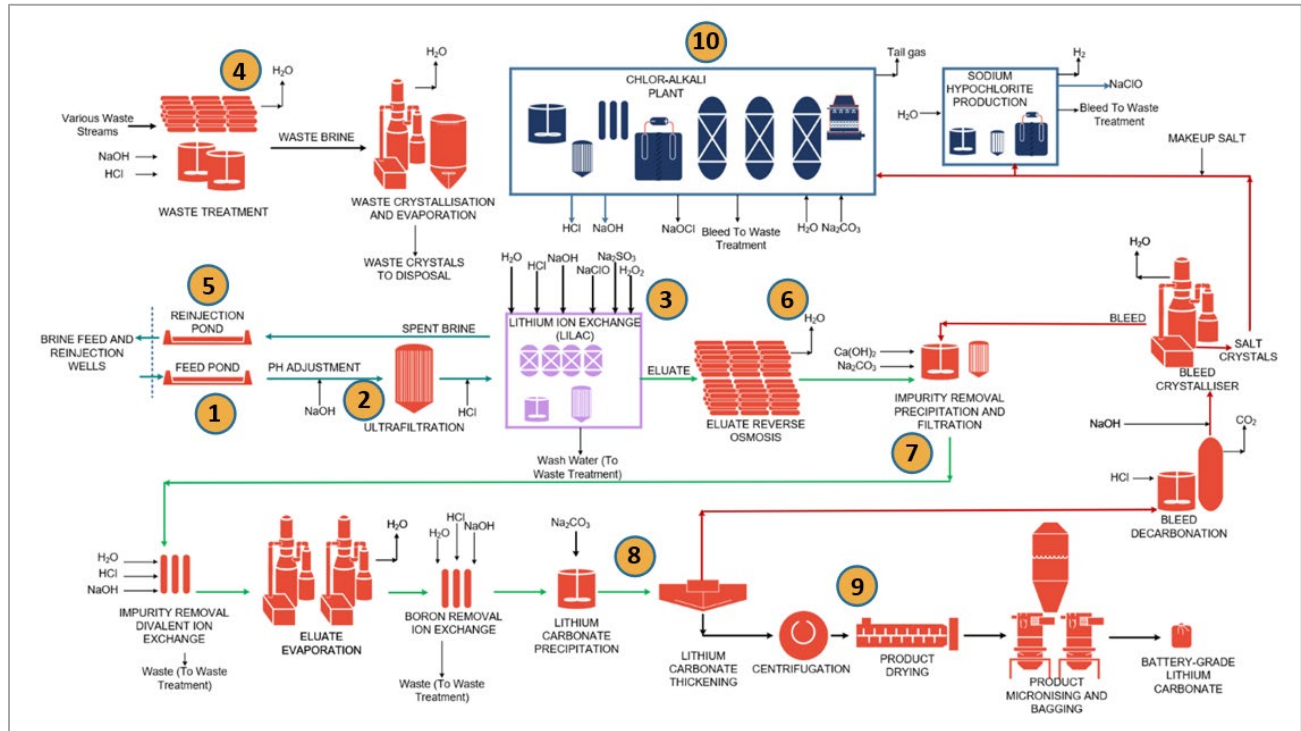 4
H₂O
Various Waste
Streams
NaOH
HCl
WASTE TREATMENT
WASTE BRINE
H₂O
WASTE CRYSTALLISATION
AND EVAPORATION
WASTE CRYSTALS
TO DISPOSAL
10
CHLOR-ALKALI
PLANT
Tail gas
HCl
NaOH
NaOCl
Bleed To Waste
Treatment
H₂O
Na₂CO₃
SODIUM
HYPOCHLORITE
PRODUCTION
H₂O
H₂
NaClO
Bleed To Waste
Treatment
MAKEUP SALT
5
REINJECTION
POND
BRINE FEED AND
REINJECTION
WELLS
FEED POND
1
SPENT BRINE
PH ADJUSTMENT
NaOH
2
ULTRAFILTRATION
HCl
H₂O
HCl
NaOH
NaClO
Na₂SO₃
H₂O₂
3
LITHIUM ION EXCHANGE
(LILAC)
Wash Water (To
Waste Treatment)
ELUATE
6
H₂O
ELUATE REVERSE
OSMOSIS
Ca(OH)₂
Na₂CO₃
BLEED
IMPURITY REMOVAL
PRECIPITATION AND
FILTRATION
7
H₂O
SALT
CRYSTALS
BLEED
CRYSTALLISER
NaOH
CO₂
HCl
BLEED
DECARBONATION
H₂O
HCl
NaOH
IMPURITY REMOVAL
DIVALENT ION
EXCHANGE
Waste (To Waste
Treatment)
H₂O
ELUATE
EVAPORATION
H₂O
HCl
NaOH
BORON REMOVAL
ION EXCHANGE
Waste (To Waste
Treatment)
Na₂CO₃
LITHIUM
CARBONATE
PRECIPITATION
8
LITHIUM
CARBONATE
THICKENING
CENTRIFUGATION
9
PRODUCT
DRYING
PRODUCT
MICRONISING AND
BAGGING
BATTERY-GRADE
LITHIUM
CARBONATE